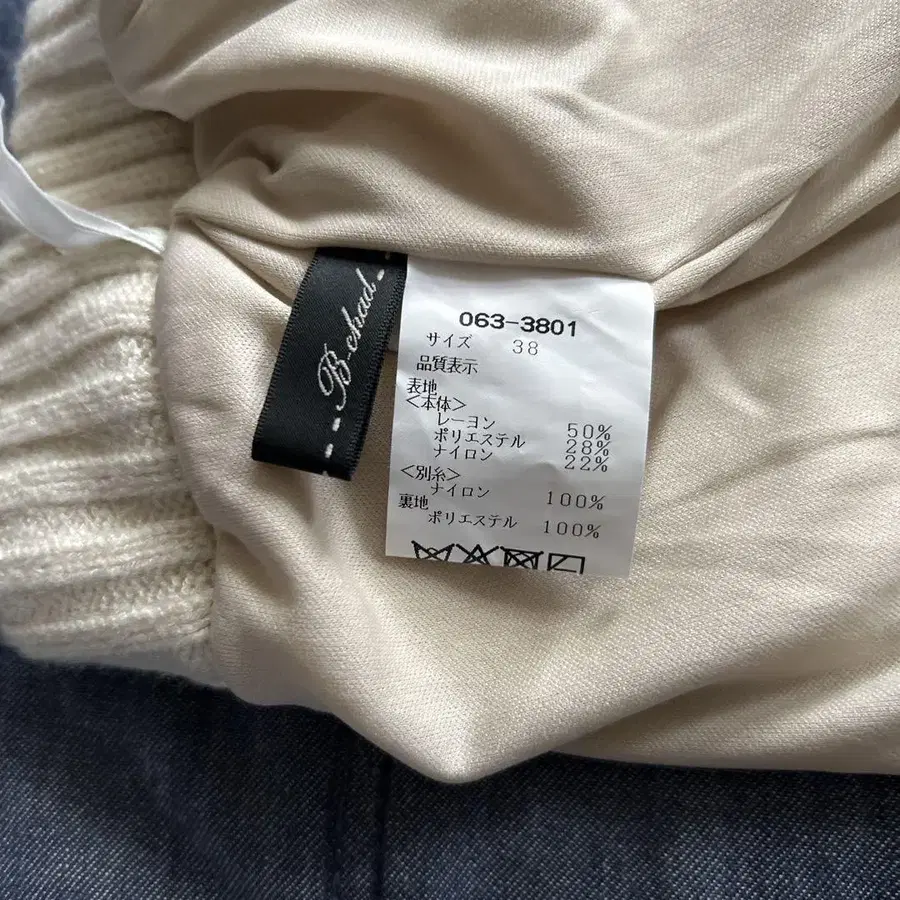 B-chad
063-3801
サイズ 38
品質表示
表地
<本体>
レーヨン 50%
ポリエステル 28%
ナイロン 22%
<別糸>
ナイロン 100%
裏地
ポリエステル 100%